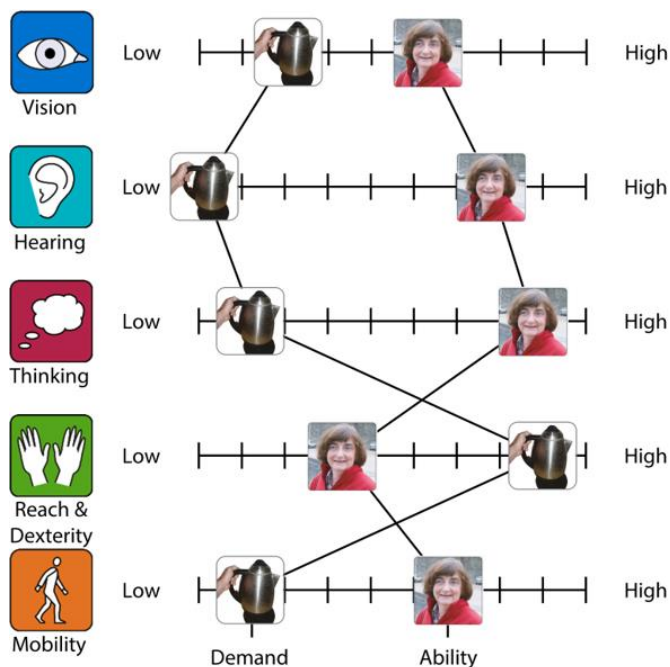 Low
High
Vision
Low
High
Hearing
Low
High
Thinking
Low
High
Reach &
Dexterity
Low
High
Mobility
Demand
Ability